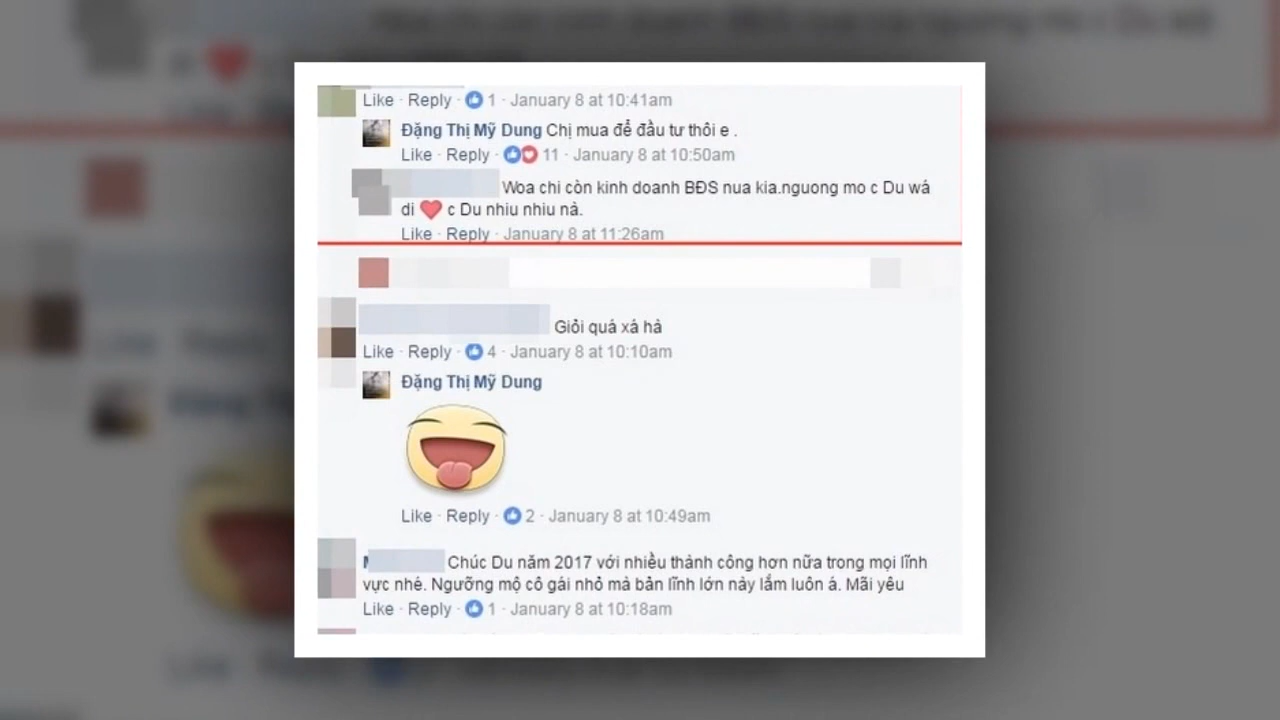 Like · Reply · 1 · January 8 at 10:41am
Đặng Thị Mỹ Dung Chị mua để đầu tư thôi e .
Like · Reply · 11 · January 8 at 10:50am
Woa chi còn kinh doanh BĐS nua kia.nguong mo c Du wá
di ❤ c Du nhiu nhiu nả.
Like · Reply · January 8 at 11:26am
Giỏi quá xá hà
Like · Reply · 4 · January 8 at 10:10am
Đặng Thị Mỹ Dung
Like · Reply · 2 · January 8 at 10:49am
Chúc Du năm 2017 với nhiều thành công hơn nữa trong mọi lĩnh
vực nhé. Ngưỡng mộ cô gái nhỏ mà bản lĩnh lớn này lắm luôn á. Mãi yêu
Like · Reply · 1 · January 8 at 10:18am